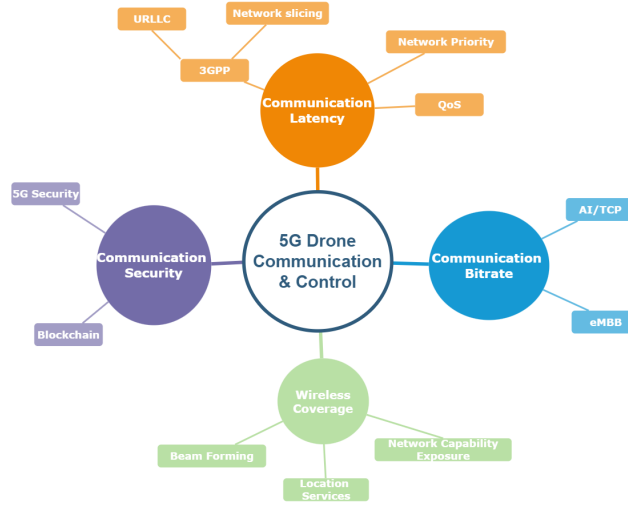 URLLC
Network slicing
3GPP
Network Priority
QoS
Communication
Latency
5G Security
Communication
Security
Blockchain
5G Drone
Communication
& Control
AI/TCP
Communication
Bitrate
eMBB
Wireless
Coverage
Beam Forming
Location
Services
Network Capability
Exposure